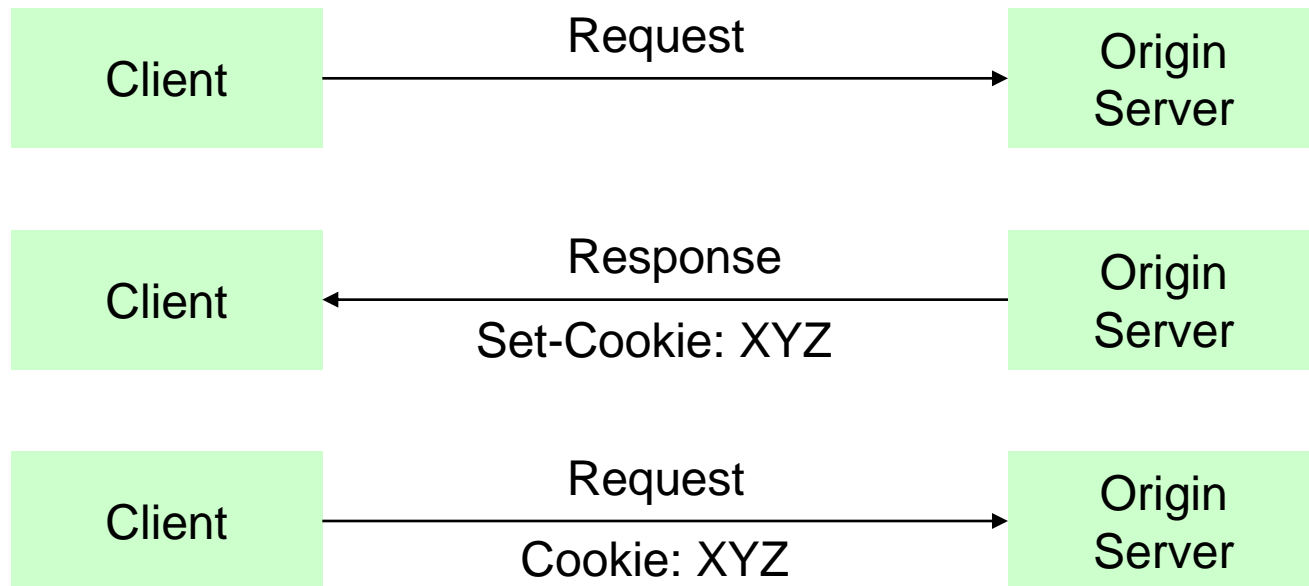 Request
Client
Origin
Server
Response
Client
Set-Cookie: XYZ
Origin
Server
Request
Client
Cookie: XYZ
Origin
Server